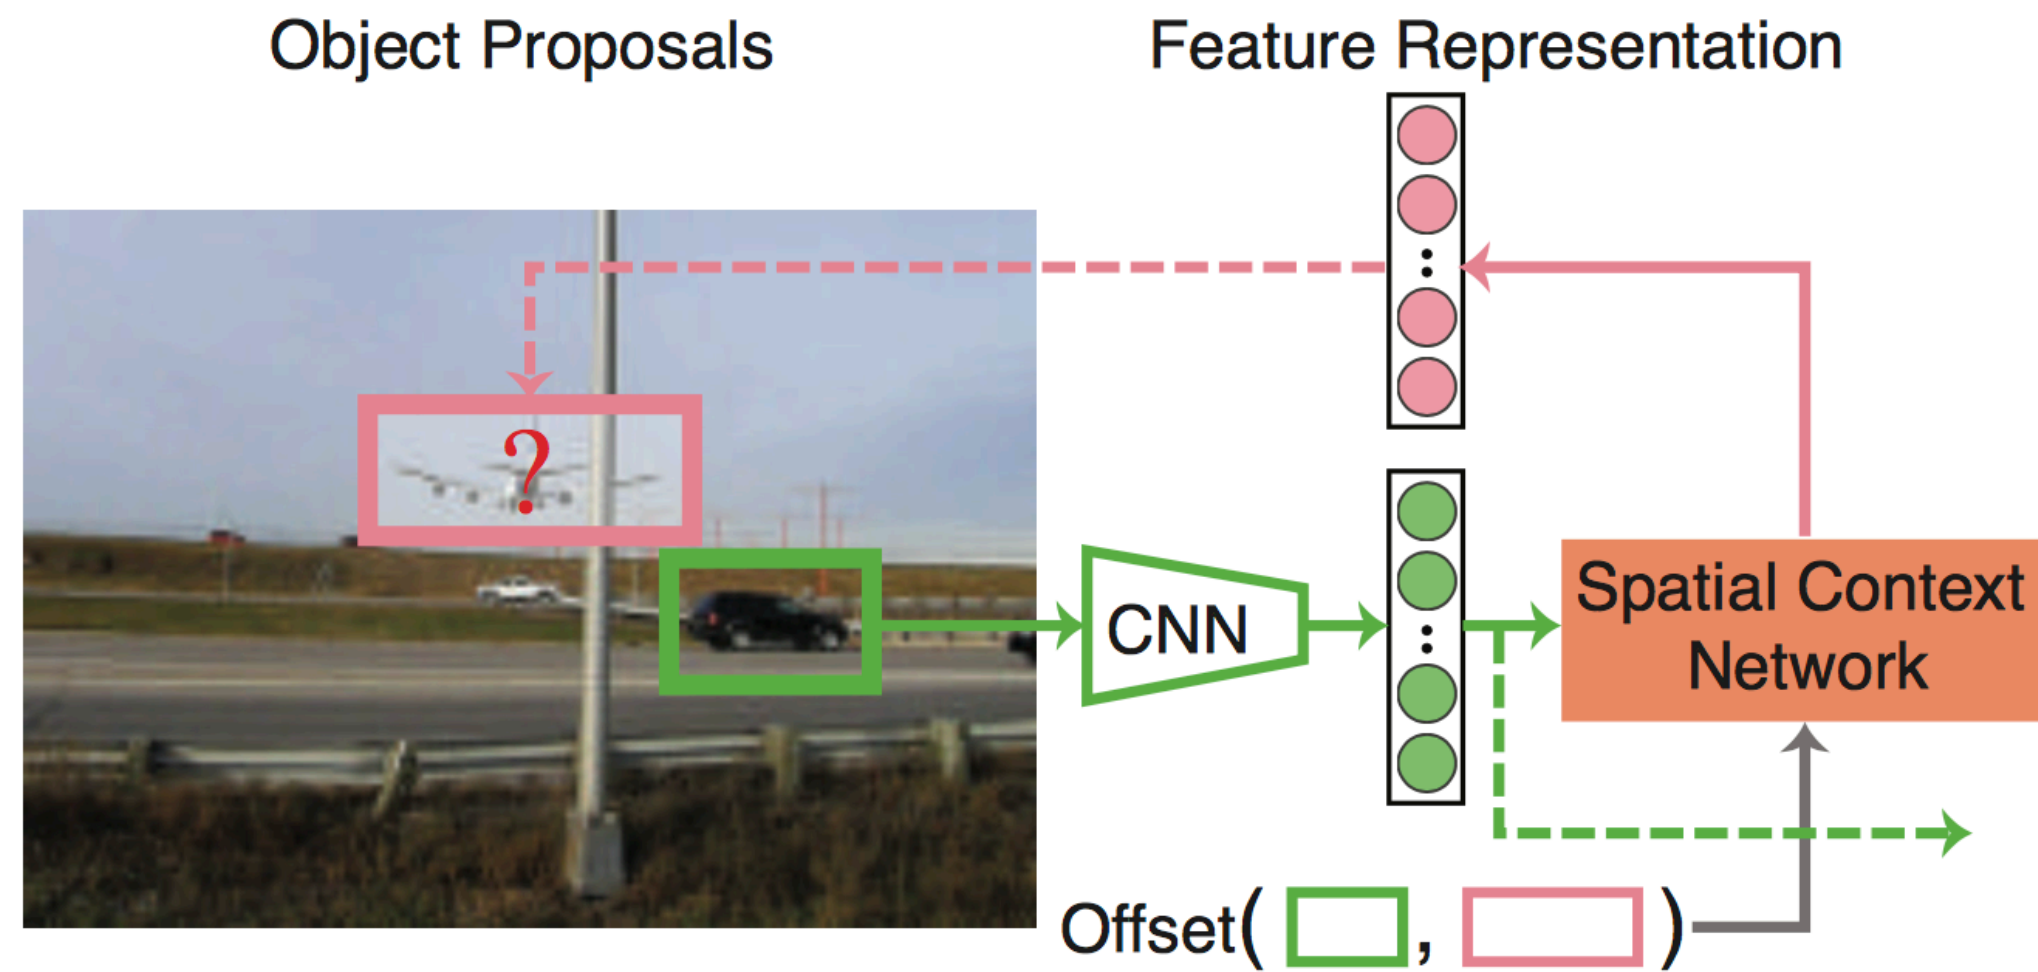 Object Proposals
Feature Representation
?
CNN
Spatial Context
Network
Offset( , )